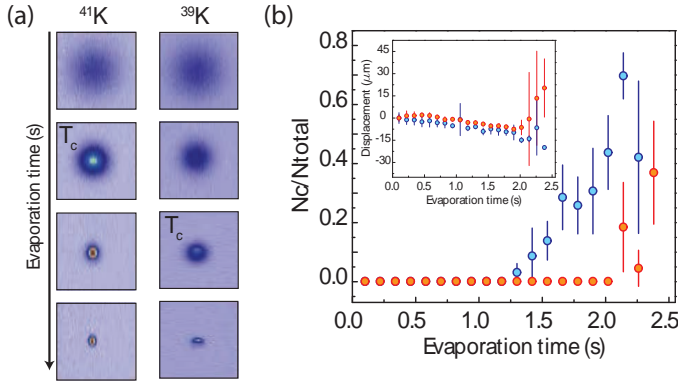 (a)
⁴¹K
³⁹K
Evaporation time (s)
T_c
T_c
(b)
Nc/Ntotal
0.8
0.6
0.4
0.2
0.0
0.0 0.5 1.0 1.5 2.0 2.5
Evaporation time (s)
Displacement (μm)
45
30
15
0
-15
-30
0.0 0.5 1.0 1.5 2.0 2.5
Evaporation time (s)